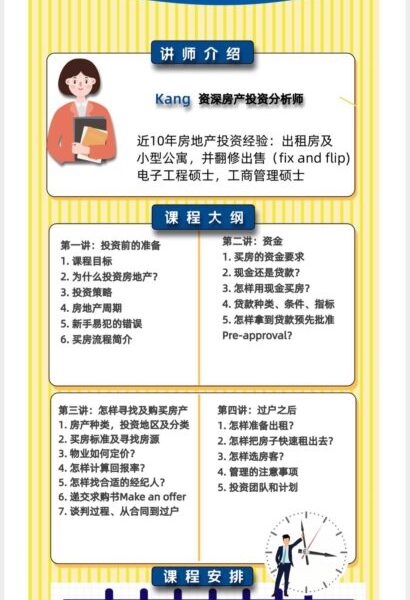 讲师介绍
Kang 资深房产投资分析师
近10年房地产投资经验：出租房及
小型公寓，并翻修出售（fix and flip)
电子工程硕士，工商管理硕士
课程大纲
第一讲：投资前的准备
1. 课程目标
2. 为什么投资房地产?
3. 投资策略
4. 房地产周期
5. 新手易犯的错误
6. 买房流程简介
第二讲：资金
1. 买房的资金要求
2. 现金还是贷款?
3. 怎样用现金买房?
4. 贷款种类、条件、指标
5. 怎样拿到贷款预先批准
Pre-approval?
第三讲：怎样寻找及购买房产
1. 房产种类，投资地区及分类
2. 买房标准及寻找房源
3. 物业如何定价?
4. 怎样计算回报率?
5. 怎样找合适的经纪人?
6. 递交求购书Make an offer
7. 谈判过程、从合同到过户
第四讲：过户之后
1. 怎样准备出租?
2. 怎样把房子快速租出去?
3. 怎么选房客?
4. 管理的注意事项
5. 投资团队和计划
课程安排